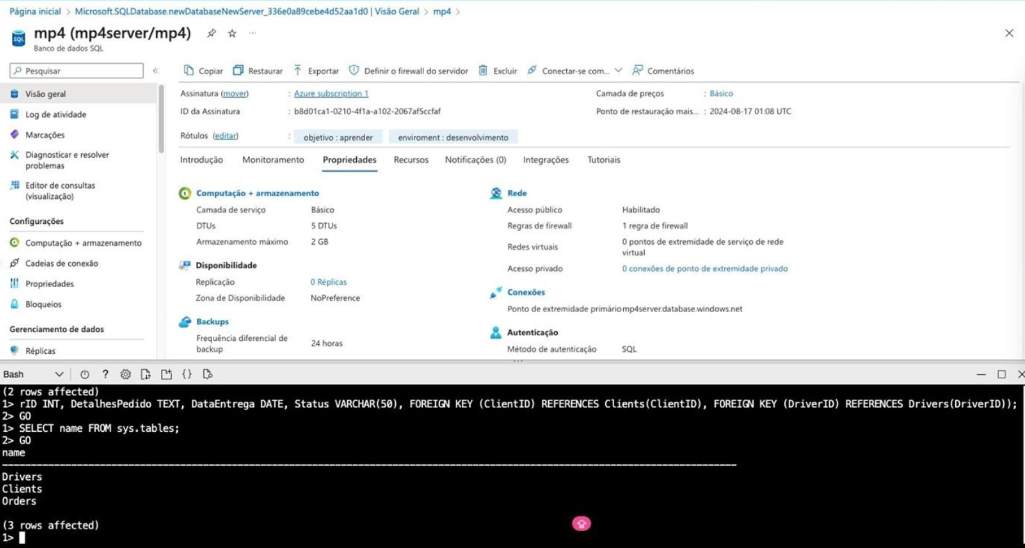 Página inicial > Microsoft.SQLDatabase.newDatabaseNewServer_336e0a89cebe4d52aa1d0 | Visão Geral > mp4 >
mp4 (mp4server/mp4)
Banco de dados SQL
Pesquisar
Copiar Restaurar Exportar Definir o firewall do servidor Excluir Conectar-se com... Comentários
Visão geral
Log de atividade
Marcações
Diagnosticar e resolver
problemas
Editor de consultas
(visualização)
Configurações
Computação + armazenamento
Cadeias de conexão
Propriedades
Bloqueios
Gerenciamento de dados
Réplicas
Assinatura (mover) : Azure subscription 1
ID da Assinatura : b8d01ca1-0210-4f1a-a102-2067af5ccfaf
Camada de preços : Básico
Ponto de restauração mais... : 2024-08-17 01:08 UTC
Rótulos (editar) : objetivo : aprender enviroment : desenvolvimento
Introdução Monitoramento Propriedades Recursos Notificações (0) Integrações Tutoriais
Computação + armazenamento
Camada de serviço Básico
DTUs 5 DTUs
Armazenamento máximo 2 GB
Disponibilidade
Replicação 0 Réplicas
Zona de Disponibilidade NoPreference
Backups
Frequência diferencial de
backup 24 horas
Rede
Acesso público Habilitado
Regras de firewall 1 regra de firewall
Redes virtuais 0 pontos de extremidade de serviço de rede
virtual
Acesso privado 0 conexões de ponto de extremidade privado
Conexões
Ponto de extremidade primário mp4server.database.windows.net
Autenticação
Método de autenticação SQL
Bash
(2 rows affected)
1> rID INT, DetalhesPedido TEXT, DataEntrega DATE, Status VARCHAR(50), FOREIGN KEY (ClientID) REFERENCES Clients(ClientID), FOREIGN KEY (DriverID) REFERENCES Drivers(DriverID));
2> GO
1> SELECT name FROM sys.tables;
2> GO
name
Drivers
Clients
Orders
(3 rows affected)
1>